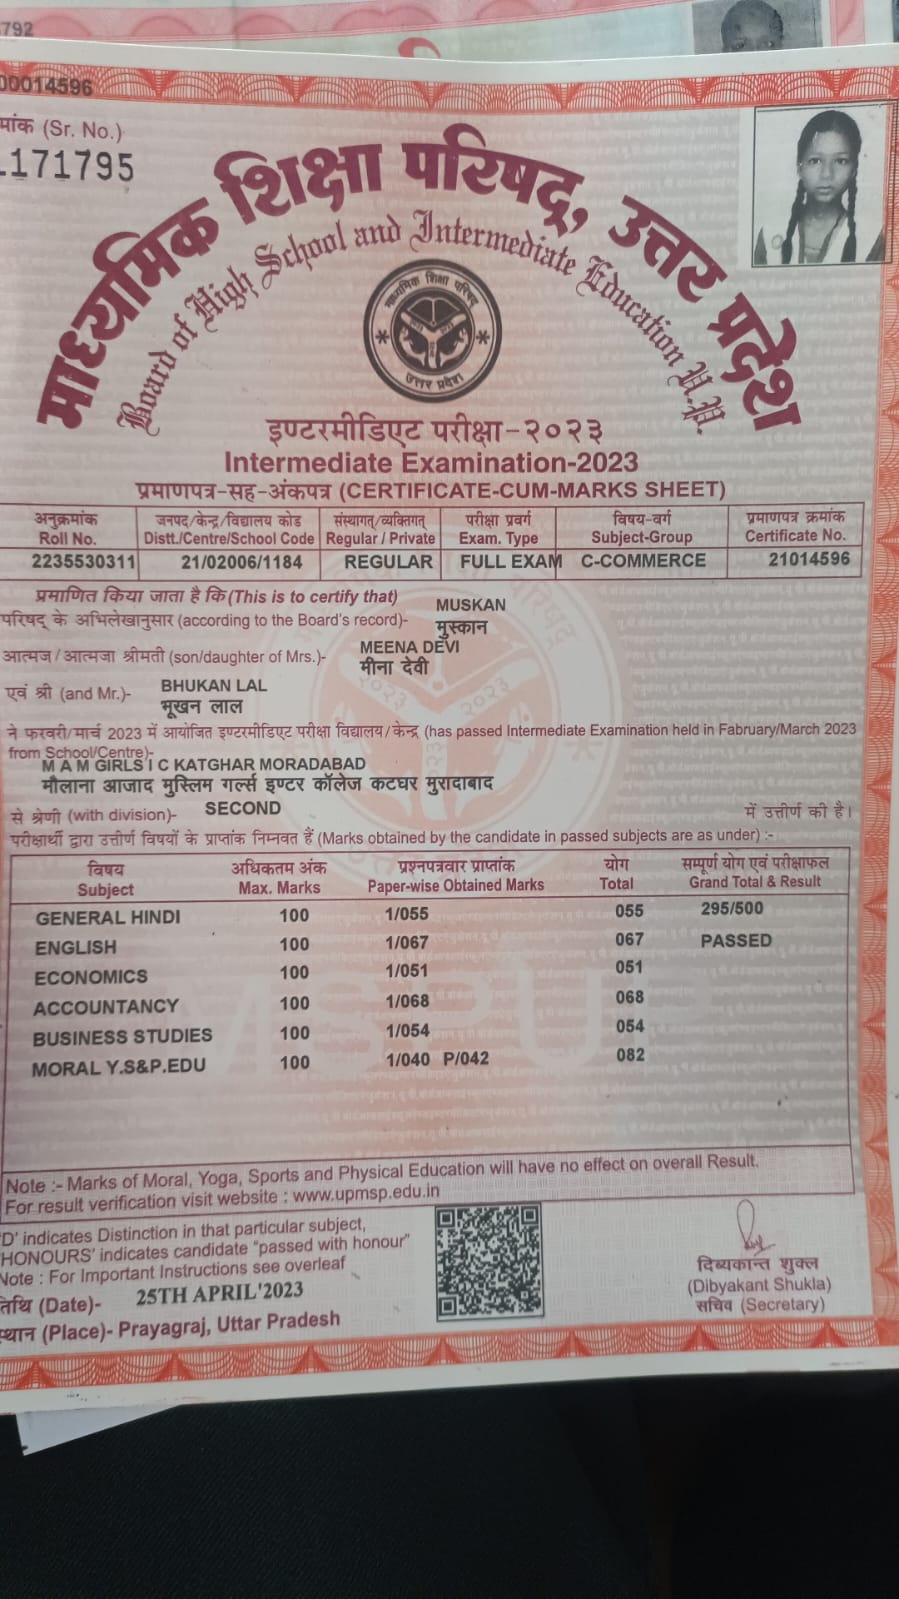 792
00014596
मांक (Sr. No.)
171795
माध्यमिक शिक्षा परिषद्, उत्तर प्रदेश
Board of High School and Intermediate Education U.P.
माध्यमिक शिक्षा परिषद्
उत्तर प्रदेश
इण्टरमीडिएट परीक्षा-२०२३
Intermediate Examination-2023
प्रमाणपत्र-सह-अंकपत्र (CERTIFICATE-CUM-MARKS SHEET)
अनुक्रमांक जनपद/केन्द्र/विद्यालय कोड संस्थागत्/व्यक्तिगत् परीक्षा प्रवर्ग विषय-वर्ग प्रमाणपत्र क्रमांक
Roll No. Distt./Centre/School Code Regular / Private Exam. Type Subject-Group Certificate No.
2235530311 21/02006/1184 REGULAR FULL EXAM C-COMMERCE 21014596
प्रमाणित किया जाता है कि(This is to certify that)
MUSKAN
परिषद् के अभिलेखानुसार (according to the Board's record)- मुस्कान
MEENA DEVI
आत्मज/आत्मजा श्रीमती (son/daughter of Mrs.)- मीना देवी
BHUKAN LAL
एवं श्री (and Mr.)- भूखन लाल
ने फरवरी/मार्च 2023 में आयोजित इण्टरमीडिएट परीक्षा विद्यालय/केन्द्र (has passed Intermediate Examination held in Fabruary/March 2023
from School/Centre)-
M A M GIRLS I C KATGHAR MORADABAD
मौलाना आजाद मुस्लिम गर्ल्स इण्टर कॉलेज कटघर मुरादाबाद
से श्रेणी (with division)- SECOND में उत्तीर्ण की है।
परीक्षार्थी द्वारा उत्तीर्ण विषयों के प्राप्तांक निम्नवत हैं (Marks obtained by the candidate in passed subjects are as under) :-
विषय अधिकतम अंक प्रश्नपत्रवार प्राप्तांक योग सम्पूर्ण योग एवं परीक्षाफल
Subject Max. Marks Paper-wise Obtained Marks Total Grand Total & Result
GENERAL HINDI 100 1/055 055 295/500
ENGLISH 100 1/067 067 PASSED
ECONOMICS 100 1/051 051
ACCOUNTANCY 100 1/068 068
BUSINESS STUDIES 100 1/054 054
MORAL Y.S&P.EDU 100 1/040 P/042 082
Note :- Marks of Moral, Yoga, Sports and Physical Education will have no effect on overall Result.
For result verification visit website : www.upmsp.edu.in
'D' indicates Distinction in that particular subject,
'HONOURS' indicates candidate "passed with honour"
Note : For Important Instructions see overleaf
तिथि (Date)- 25TH APRIL'2023
स्थान (Place)- Prayagraj, Uttar Pradesh
दिब्यकान्त शुक्ल
(Dibyakant Shukla)
सचिव (Secretary)